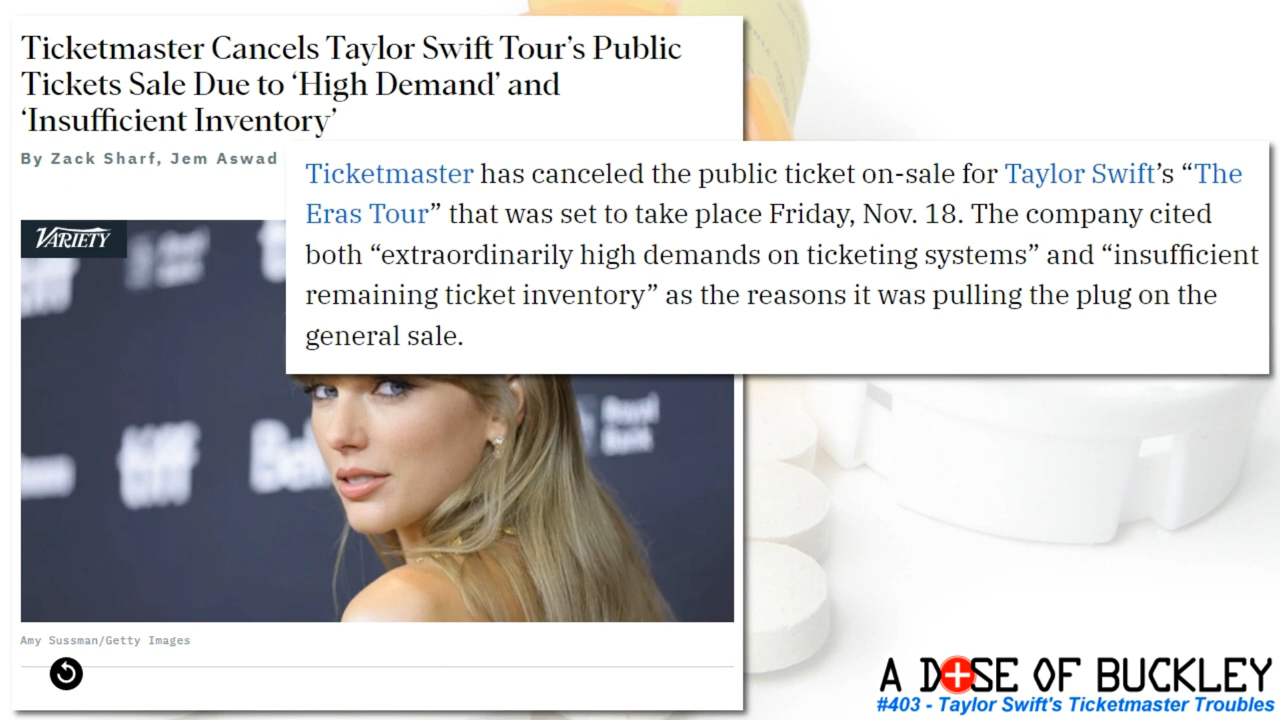 Ticketmaster Cancels Taylor Swift Tour's Public
Tickets Sale Due to ‘High Demand’ and
‘Insufficient Inventory’
By Zack Sharf, Jem Aswad
Ticketmaster has canceled the public ticket on-sale for Taylor Swift’s “The
Eras Tour” that was set to take place Friday, Nov. 18. The company cited
both “extraordinarily high demands on ticketing systems” and “insufficient
remaining ticket inventory” as the reasons it was pulling the plug on the
general sale.
VARIETY
Amy Sussman/Getty Images
A DOSE OF BUCKLEY
#403 - Taylor Swift's Ticketmaster Troubles